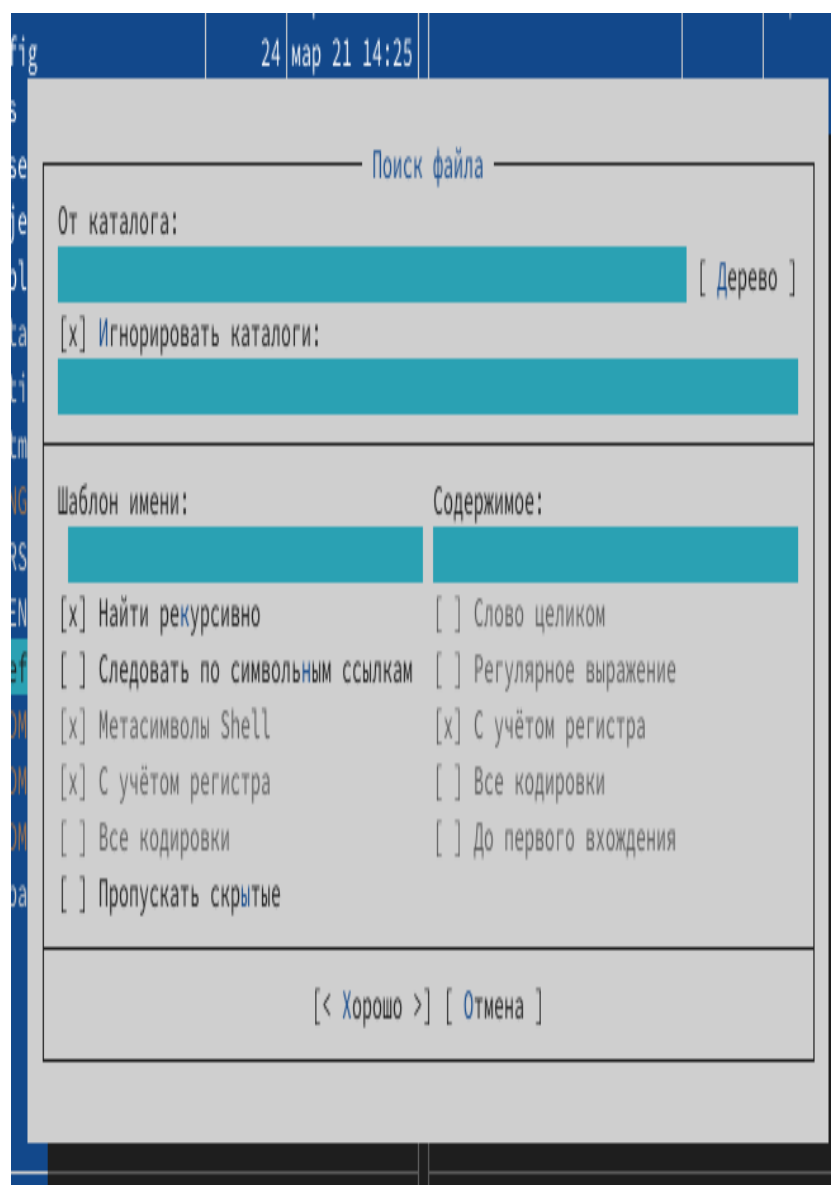 fig 24 мар 21 14:25
Поиск файла
От каталога:
[ Дерево ]
[x] Игнорировать каталоги:
Шаблон имени: Содержимое:
[x] Найти рекурсивно [ ] Слово целиком
[ ] Следовать по символьным ссылкам [ ] Регулярное выражение
[x] Метасимволы Shell [x] С учётом регистра
[x] С учётом регистра [ ] Все кодировки
[ ] Все кодировки [ ] До первого вхождения
[ ] Пропускать скрытые
[< Хорошо >] [ Отмена ]